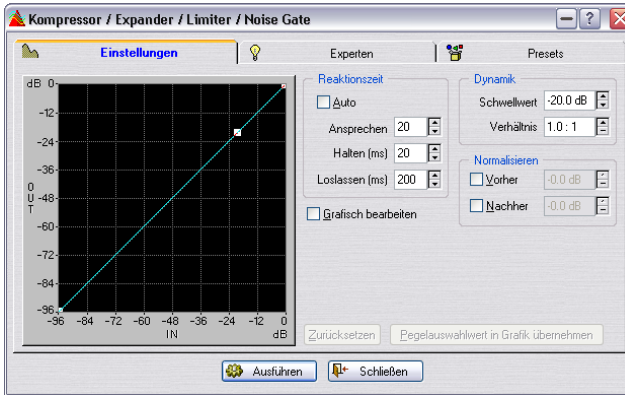 Kompressor / Expander / Limiter / Noise Gate
Einstellungen
Experten
Presets
dB 0
-12
-24
-36
-48
-60
-72
-84
-96
OUT
-96 -84 -72 -60 -48 -36 -24 -12 0
IN dB
Reaktionszeit
Auto
Ansprechen 20
Halten (ms) 20
Loslassen (ms) 200
Grafisch bearbeiten
Dynamik
Schwellwert -20.0 dB
Verhältnis 1.0 : 1
Normalisieren
Vorher -0.0 dB
Nachher -0.0 dB
Zurücksetzen
Pegelauswahlwert in Grafik übernehmen
Ausführen
Schließen